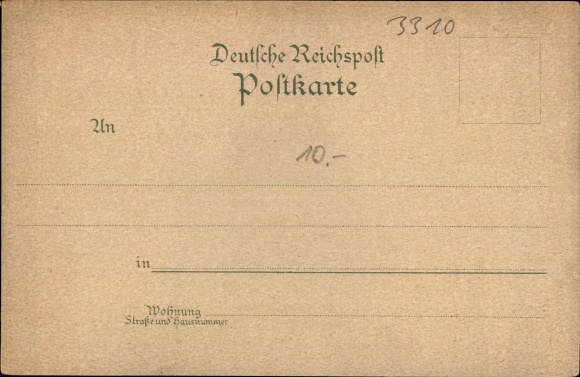 3310
Deutsche Reichspost
Postkarte
An
10.-
in
Wohnung
Straße und Hausnummer